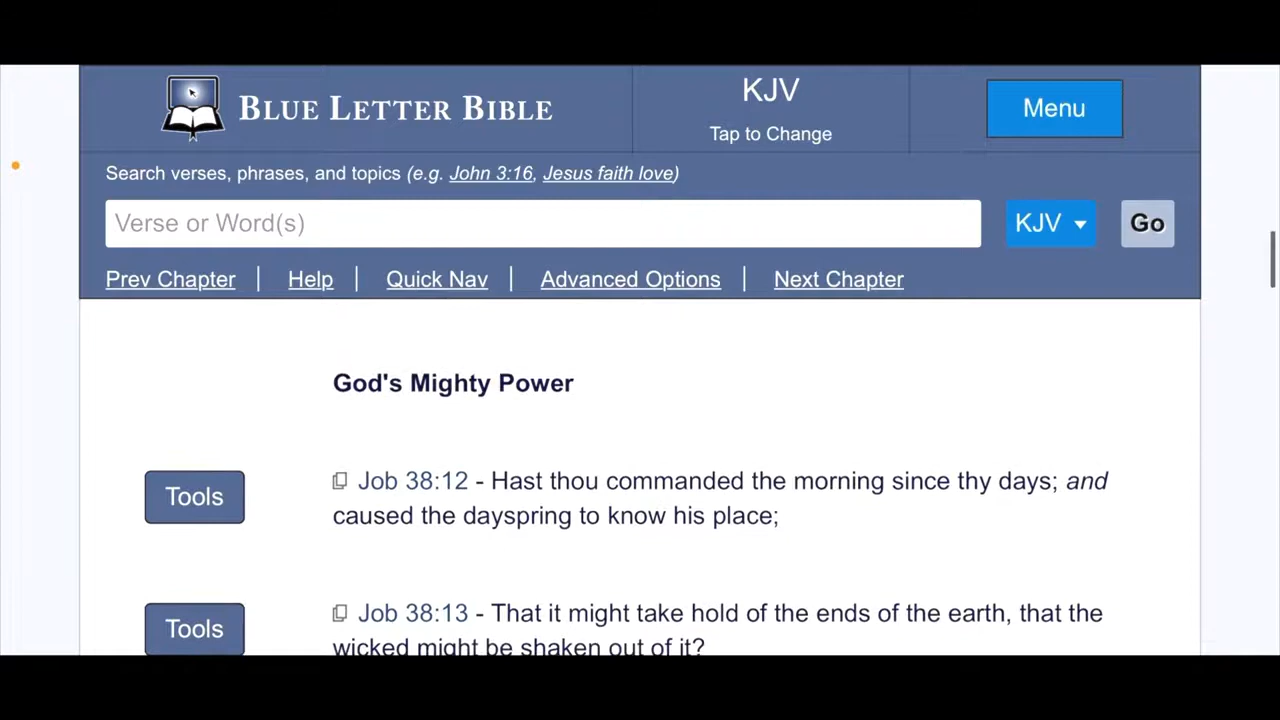 BLUE LETTER BIBLE
KJV
Tap to Change
Menu
Search verses, phrases, and topics (e.g. John 3:16, Jesus faith love)
Verse or Word(s)
KJV
Go
Prev Chapter | Help | Quick Nav | Advanced Options | Next Chapter
God's Mighty Power
Tools
Job 38:12 - Hast thou commanded the morning since thy days; and
caused the dayspring to know his place;
Tools
Job 38:13 - That it might take hold of the ends of the earth, that the
wicked might be shaken out of it?